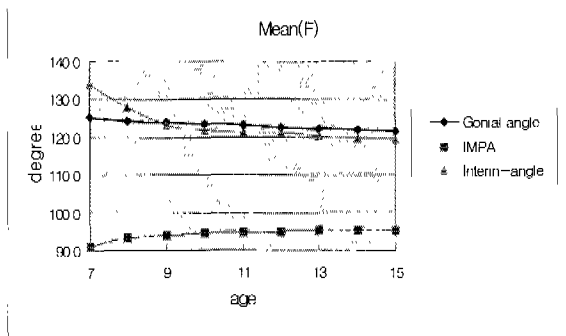 Mean(F)
140.0
130.0
120.0
110.0
100.0
90.0
degree
7 9 11 13 15
age
Gonial angle
IMPA
Interin-angle